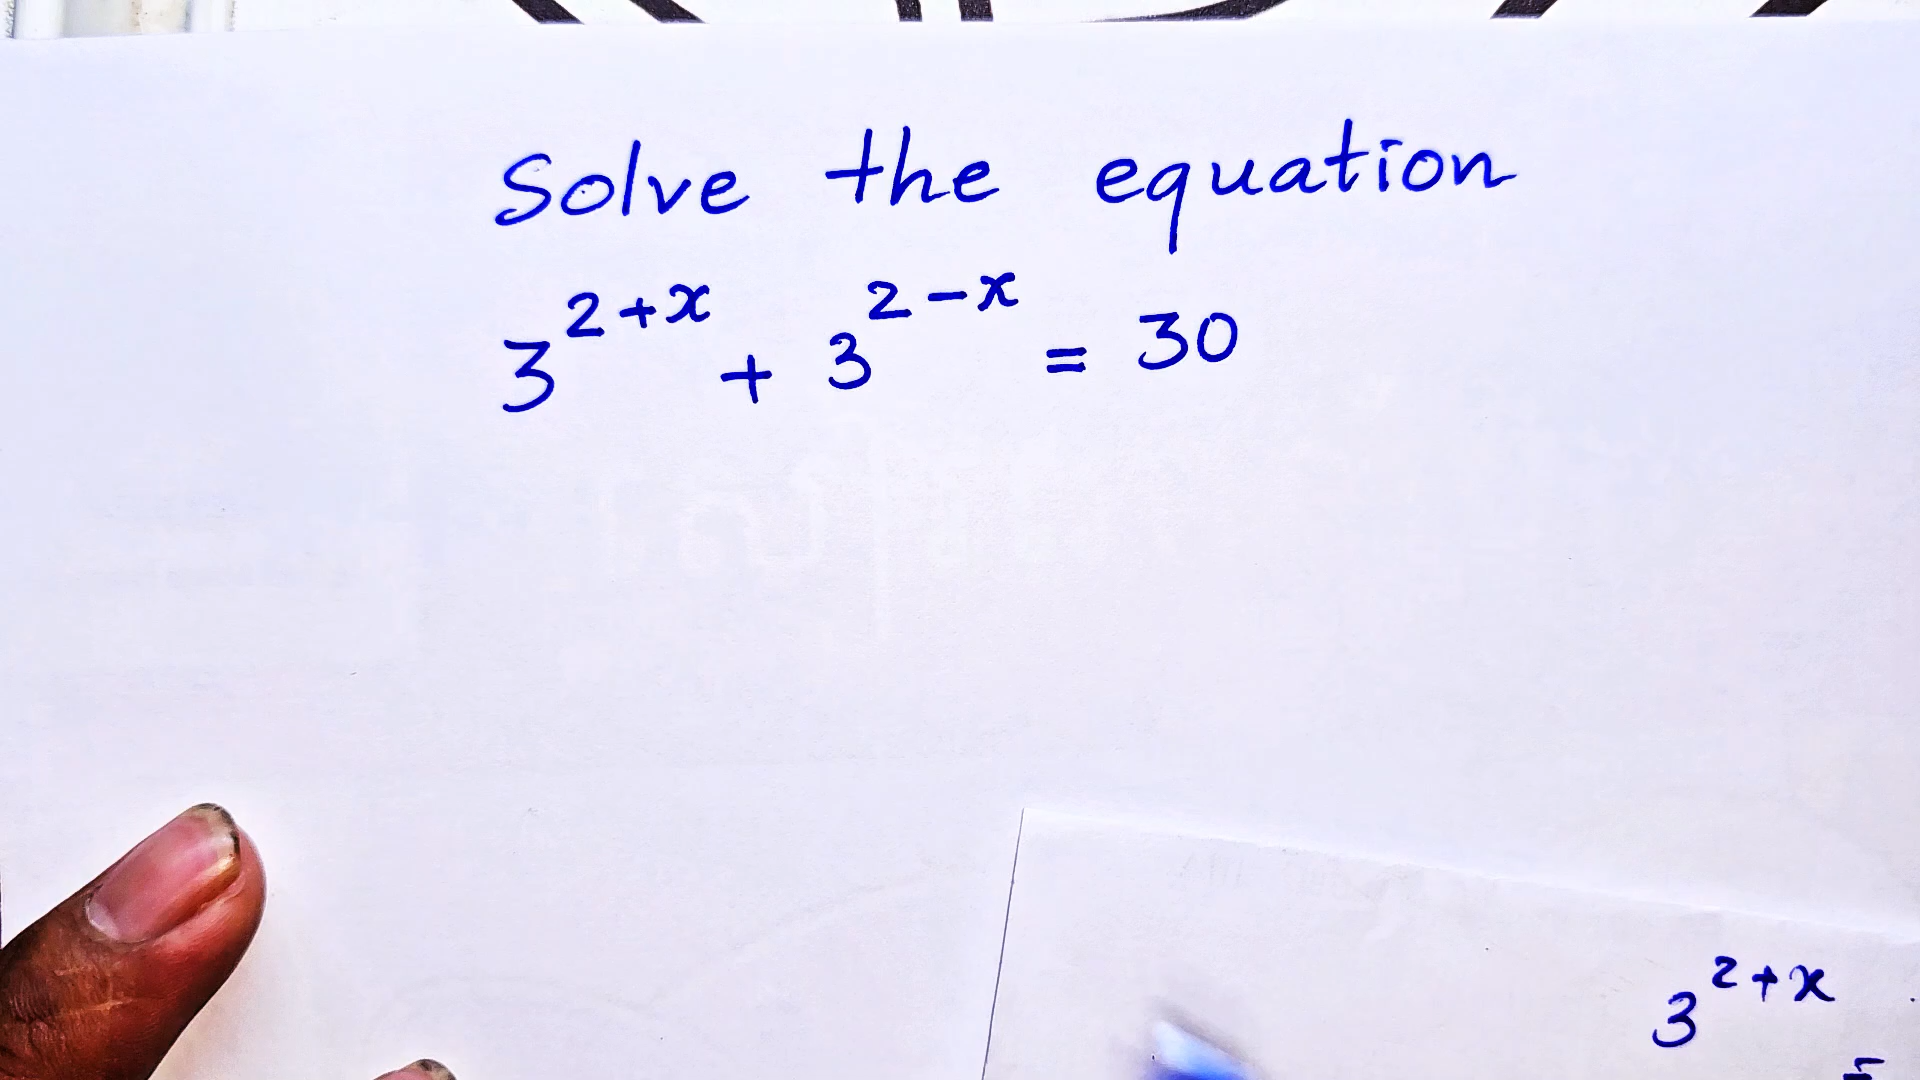 Solve the equation
3^{2+x} + 3^{2-x} = 30
3^{2+x}